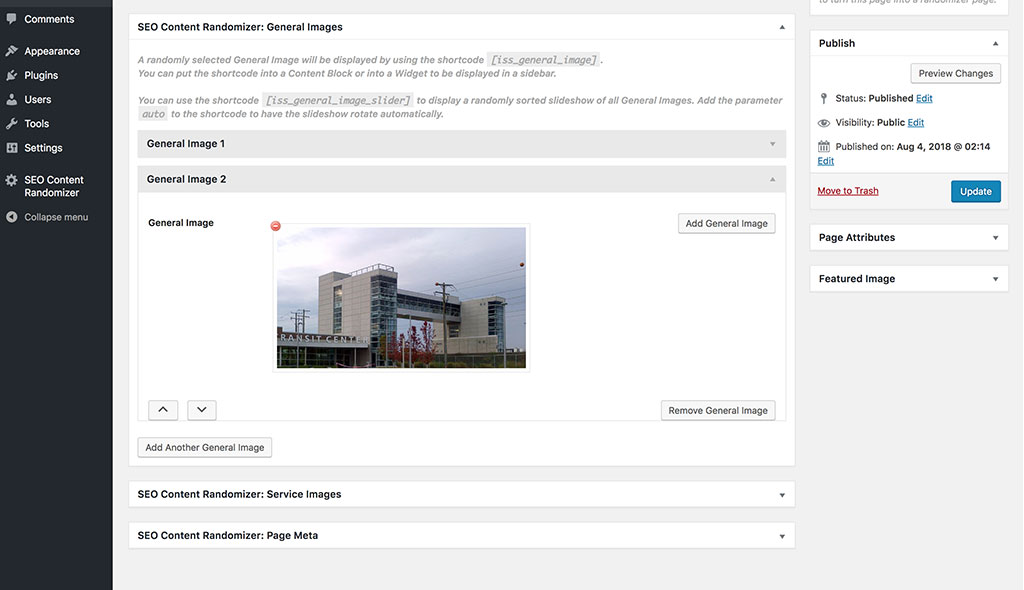 Comments
Appearance
Plugins
Users
Tools
Settings
SEO Content
Randomizer
Collapse menu
SEO Content Randomizer: General Images
A randomly selected General Image will be displayed by using the shortcode [iss_general_image].
You can put the shortcode into a Content Block or into a Widget to be displayed in a sidebar.
You can use the shortcode [iss_general_image_slider] to display a randomly sorted slideshow of all General Images. Add the parameter
auto to the shortcode to have the slideshow rotate automatically.
General Image 1
General Image 2
General Image
Add General Image
RANSIT CENTER
Remove General Image
Add Another General Image
SEO Content Randomizer: Service Images
SEO Content Randomizer: Page Meta
to turn this page into a randomizer page.
Publish
Preview Changes
Status: Published Edit
Visibility: Public Edit
Published on: Aug 4, 2018 @ 02:14
Edit
Move to Trash
Update
Page Attributes
Featured Image